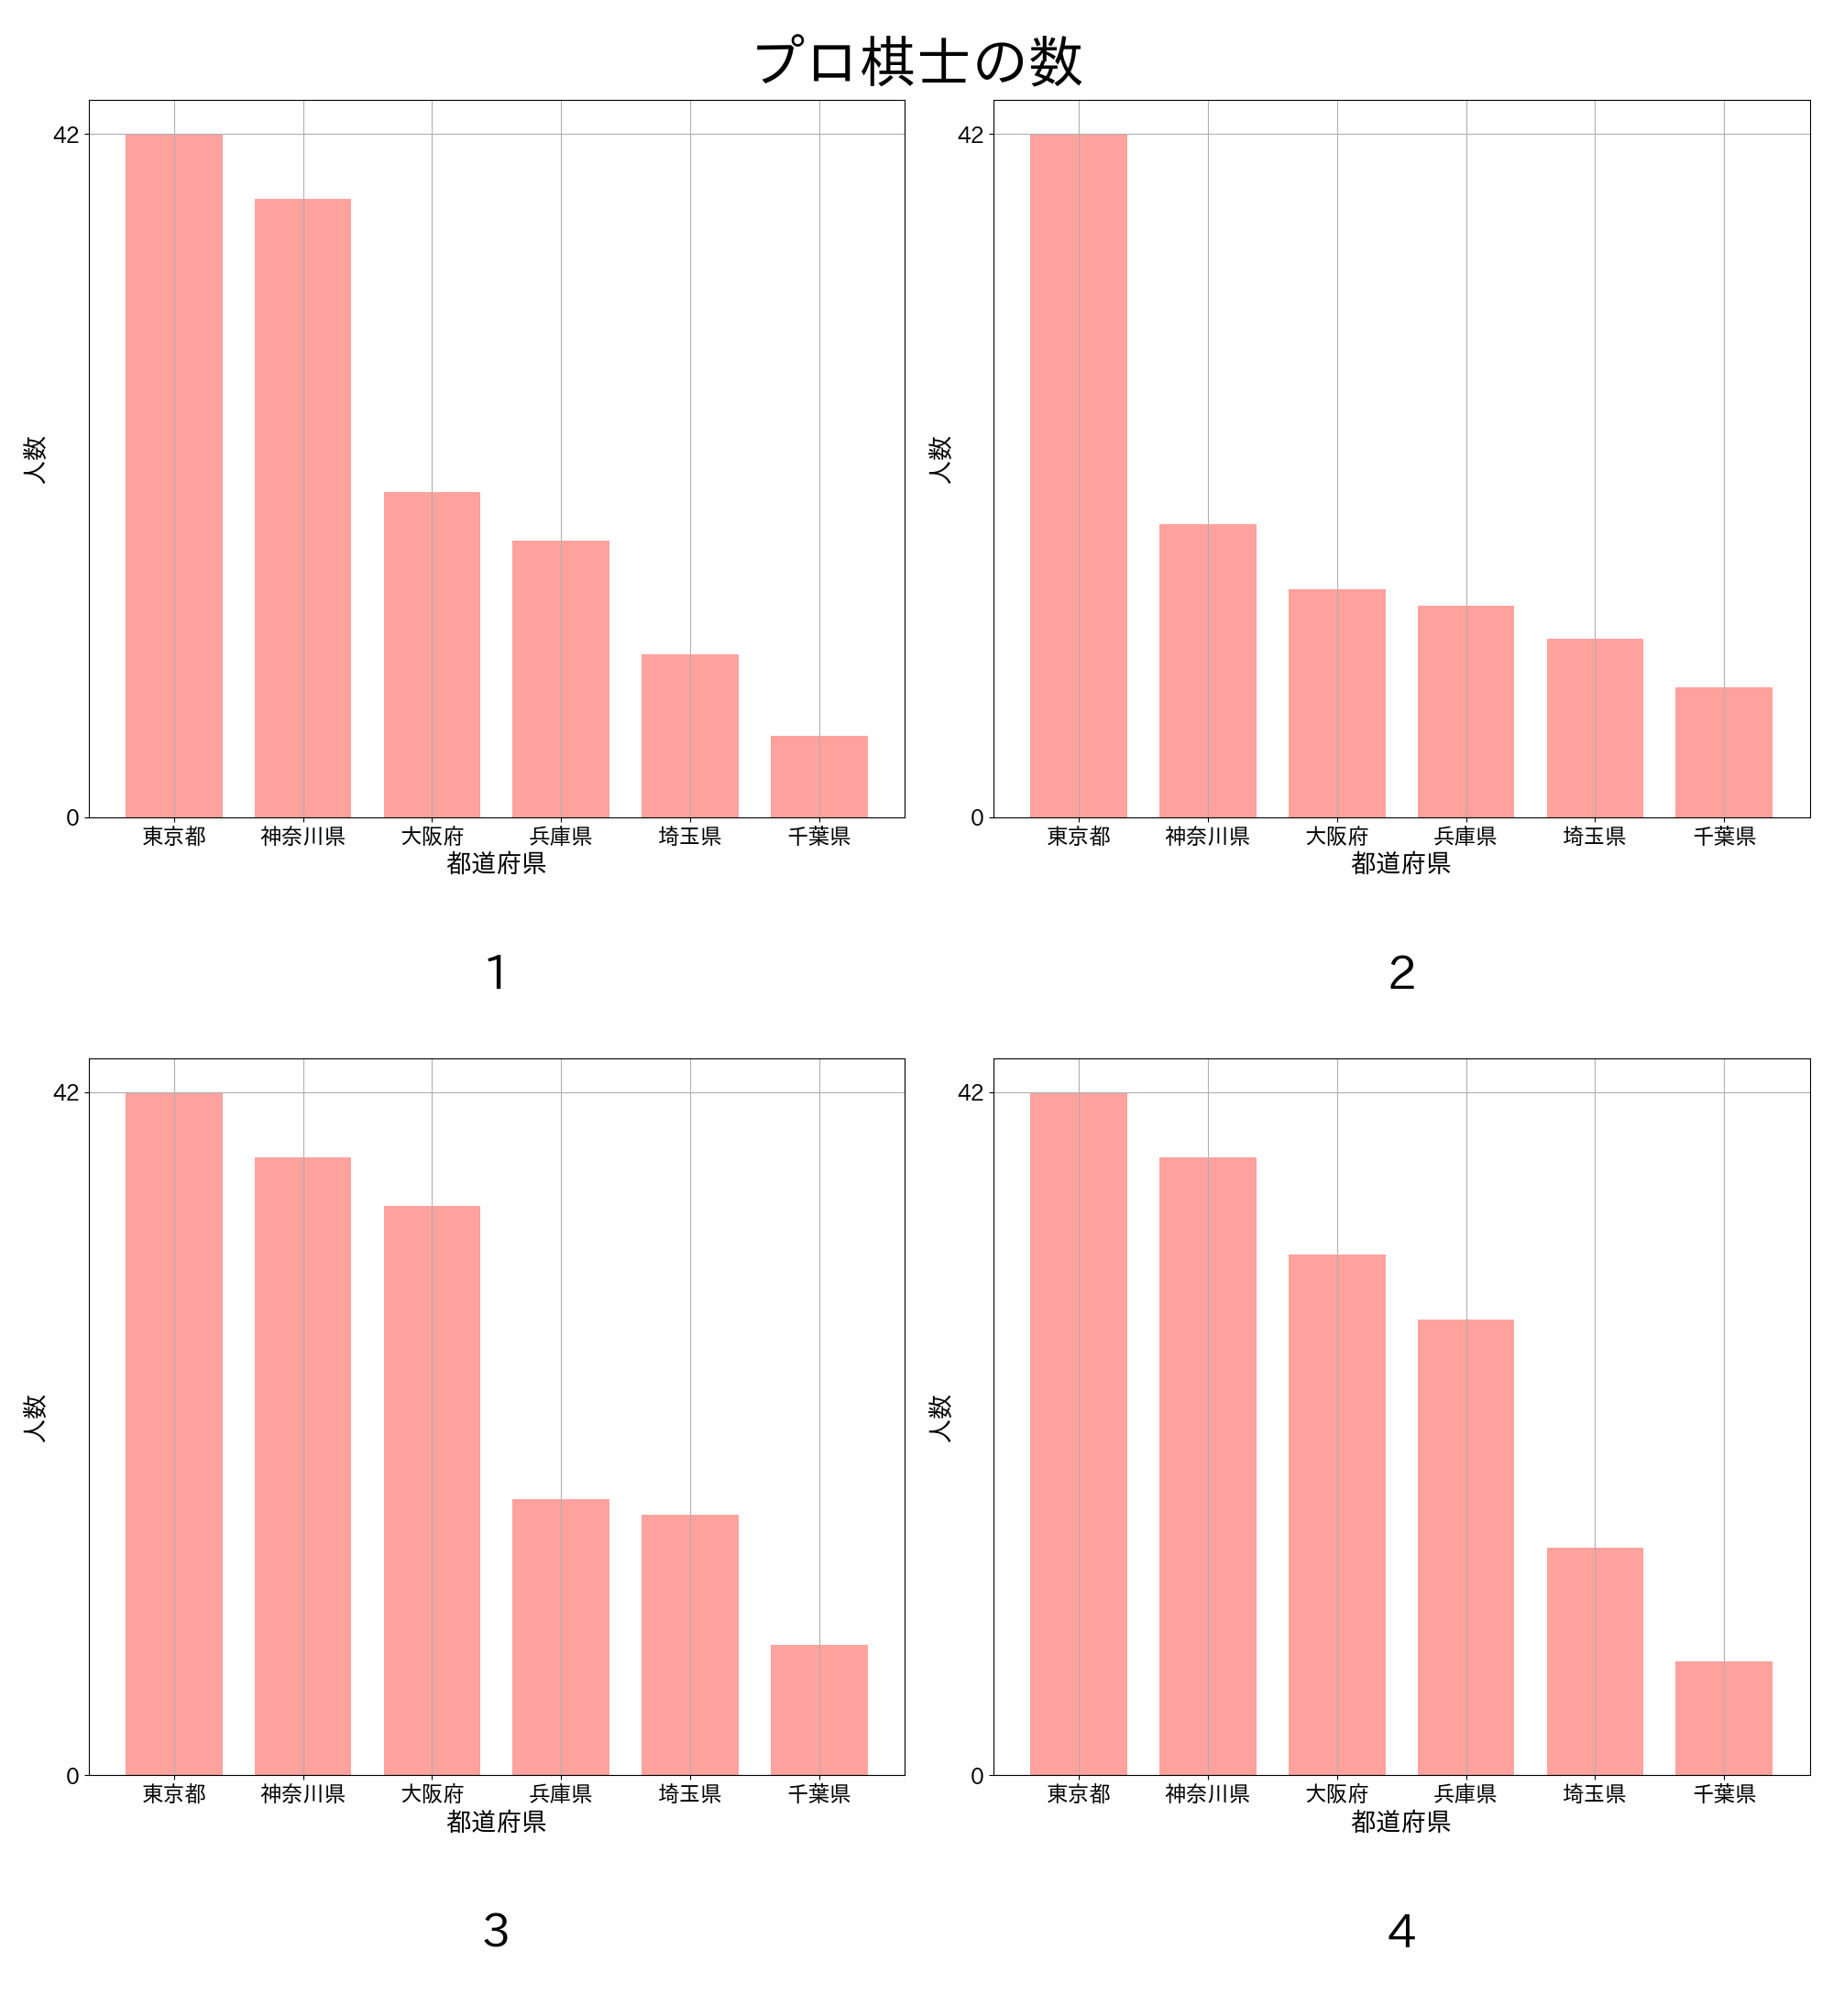 プロ棋士の数
42
0
人数
東京都 神奈川県 大阪府 兵庫県 埼玉県 千葉県
都道府県
1
42
0
人数
東京都 神奈川県 大阪府 兵庫県 埼玉県 千葉県
都道府県
2
42
0
人数
東京都 神奈川県 大阪府 兵庫県 埼玉県 千葉県
都道府県
3
42
0
人数
東京都 神奈川県 大阪府 兵庫県 埼玉県 千葉県
都道府県
4